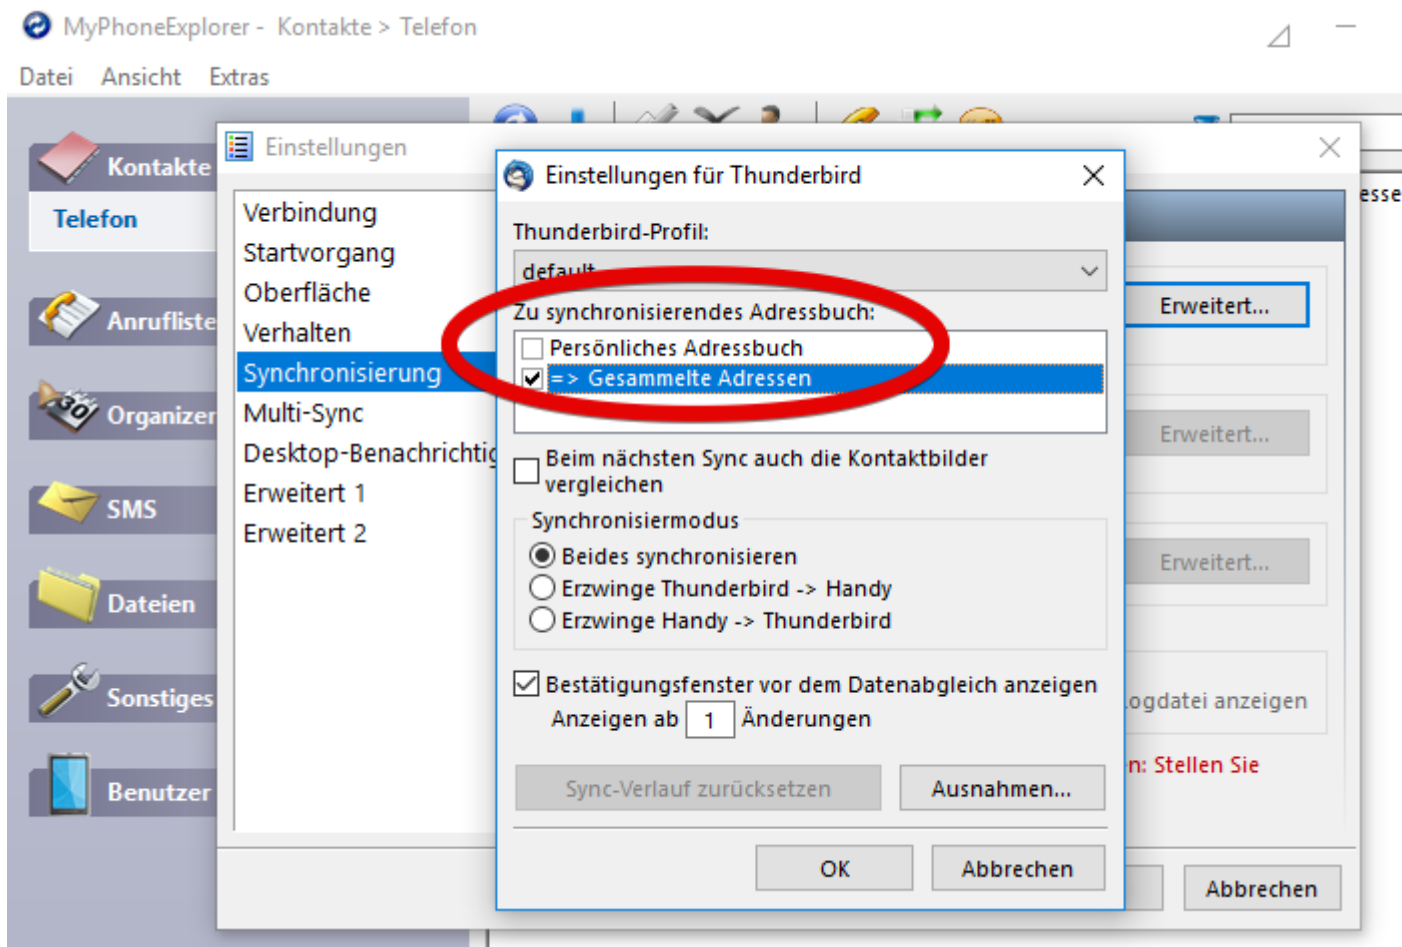 MyPhoneExplorer - Kontakte > Telefon
Datei Ansicht Extras
Kontakte
Telefon
Anrufliste
Organizer
SMS
Dateien
Sonstiges
Benutzer
Einstellungen
Verbindung
Startvorgang
Oberfläche
Verhalten
Synchronisierung
Multi-Sync
Desktop-Benachrichtig
Erweitert 1
Erweitert 2
Einstellungen für Thunderbird
Thunderbird-Profil:
default
Zu synchronisierendes Adressbuch:
Persönliches Adressbuch
=> Gesammelte Adressen
Beim nächsten Sync auch die Kontaktbilder
vergleichen
Synchronisiermodus
Beides synchronisieren
Erzwinge Thunderbird -> Handy
Erzwinge Handy -> Thunderbird
Bestätigungsfenster vor dem Datenabgleich anzeigen
Anzeigen ab 1 Änderungen
Sync-Verlauf zurücksetzen
Ausnahmen...
OK
Abbrechen
esse
Erweitert...
Erweitert...
Erweitert...
ogdatei anzeigen
n: Stellen Sie
Abbrechen